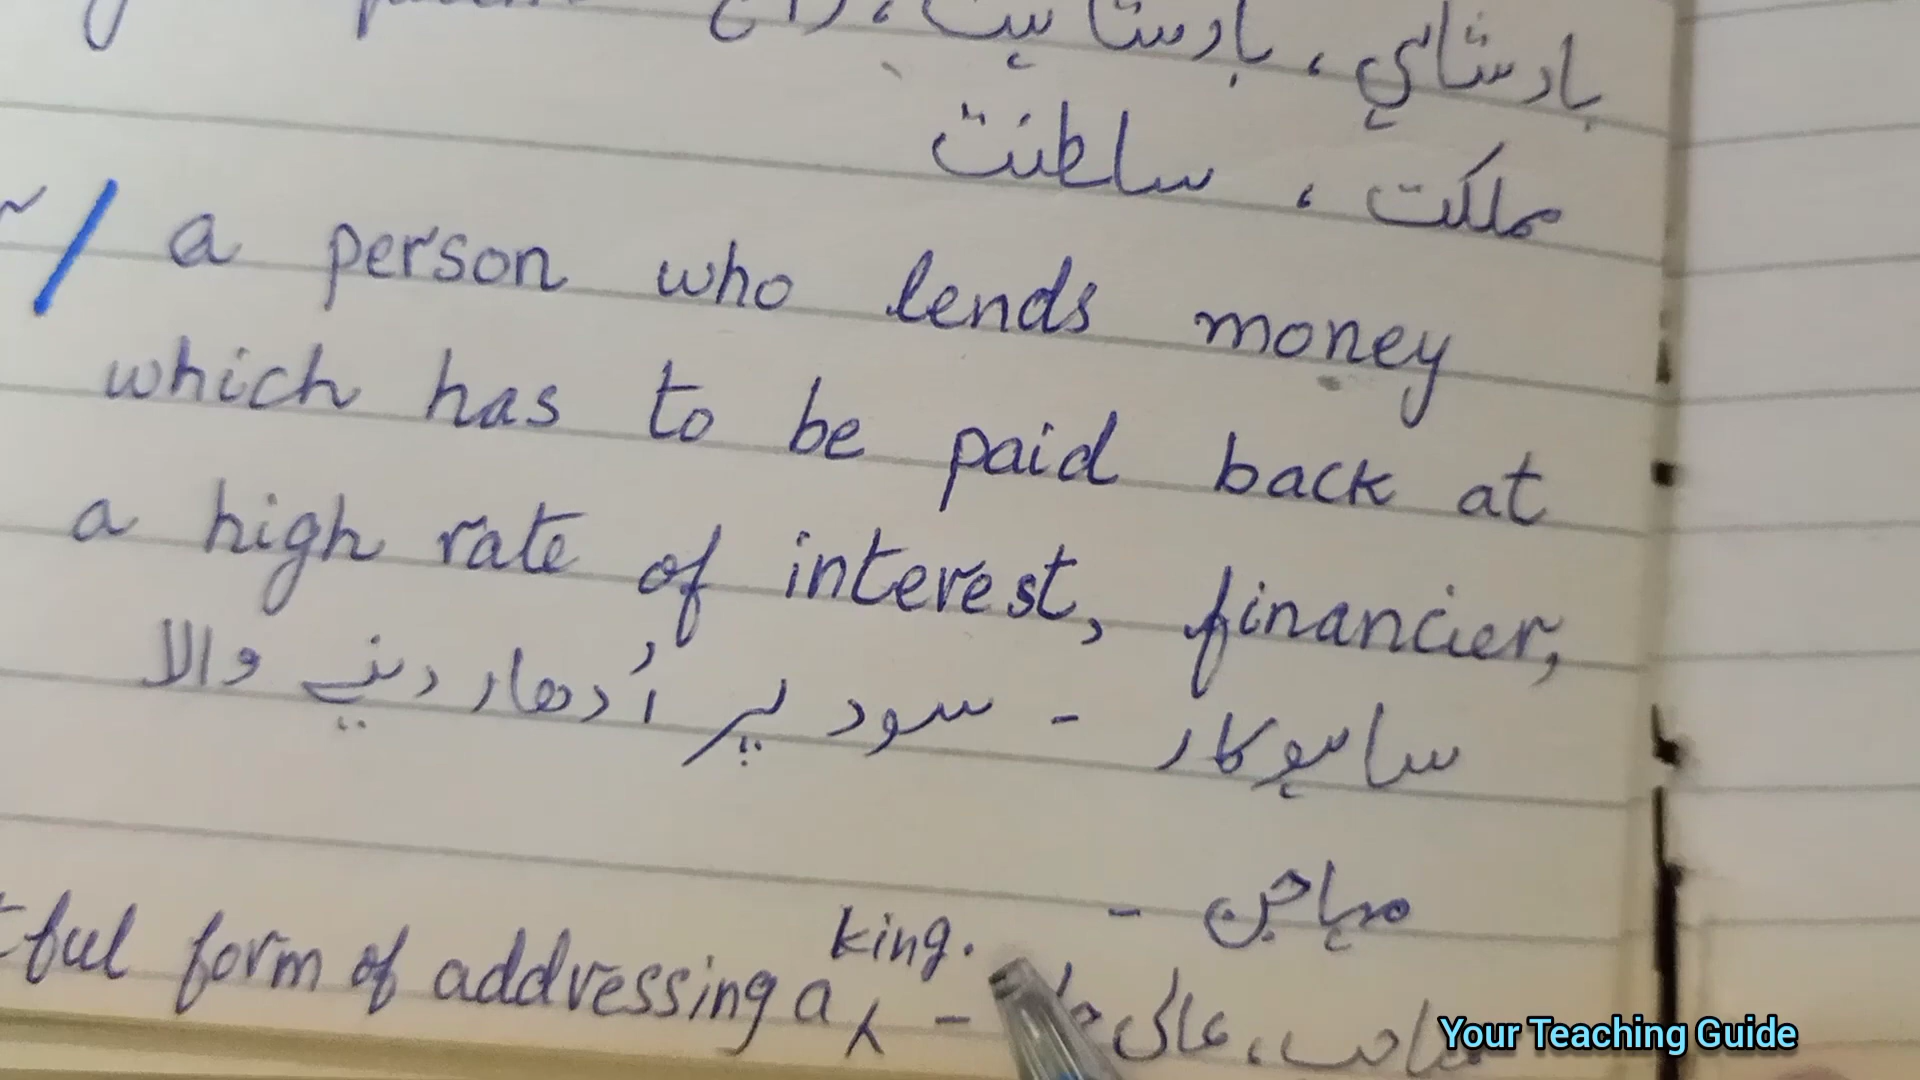 بادشاہی ، بادشاہت ، راج
مملکت ، سلطنت
a person who lends money
which has to be paid back at
a high rate of interest, financier,
ساہوکار - سود پر اُدھار دینے والا
مہاجن -
form of addressing a king. -
Your Teaching Guide